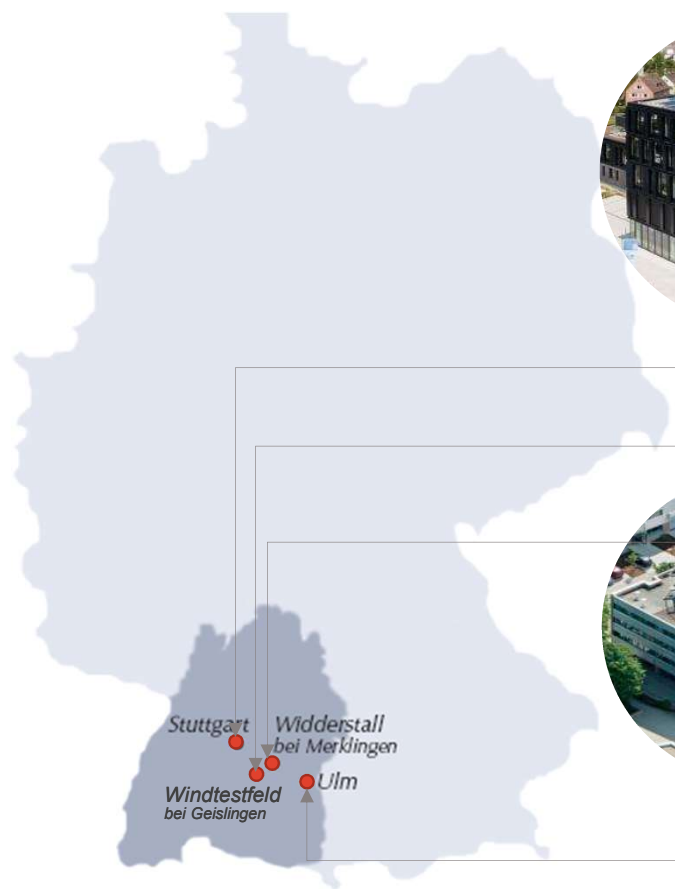 Stuttgart
Widderstall
bei Merklingen
Windtestfeld
bei Geislingen
Ulm